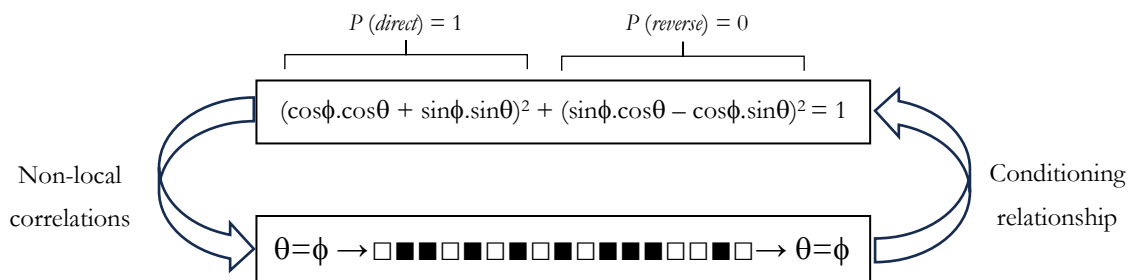 P (direct) = 1
P (reverse) = 0
(cosϕ.cosθ + sinϕ.sinθ)² + (sinϕ.cosθ – cosϕ.sinθ)² = 1
Non-local
correlations
Conditioning
relationship
θ=ϕ →□■■□■□■□■□■■■□□■□→ θ=ϕ